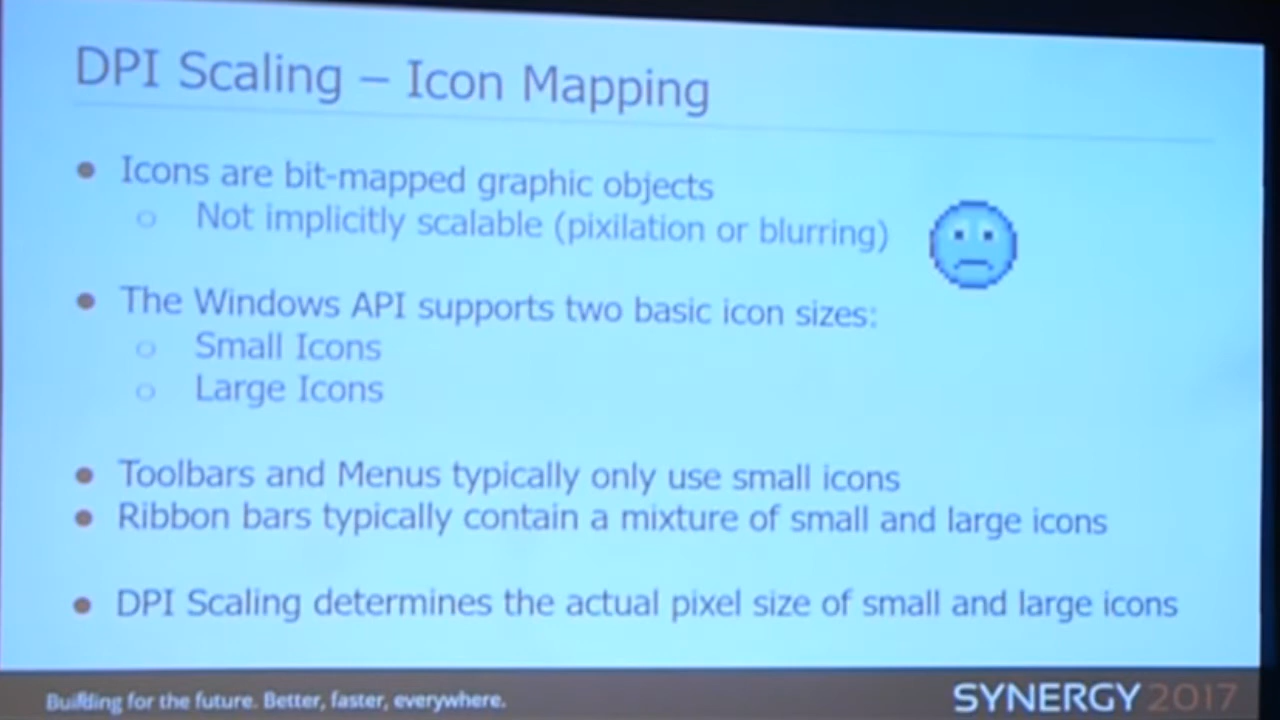 DPI Scaling – Icon Mapping
● Icons are bit-mapped graphic objects
○ Not implicitly scalable (pixilation or blurring)
● The Windows API supports two basic icon sizes:
○ Small Icons
○ Large Icons
● Toolbars and Menus typically only use small icons
● Ribbon bars typically contain a mixture of small and large icons
● DPI Scaling determines the actual pixel size of small and large icons
Building for the future. Better, faster, everywhere.
SYNERGY 2017